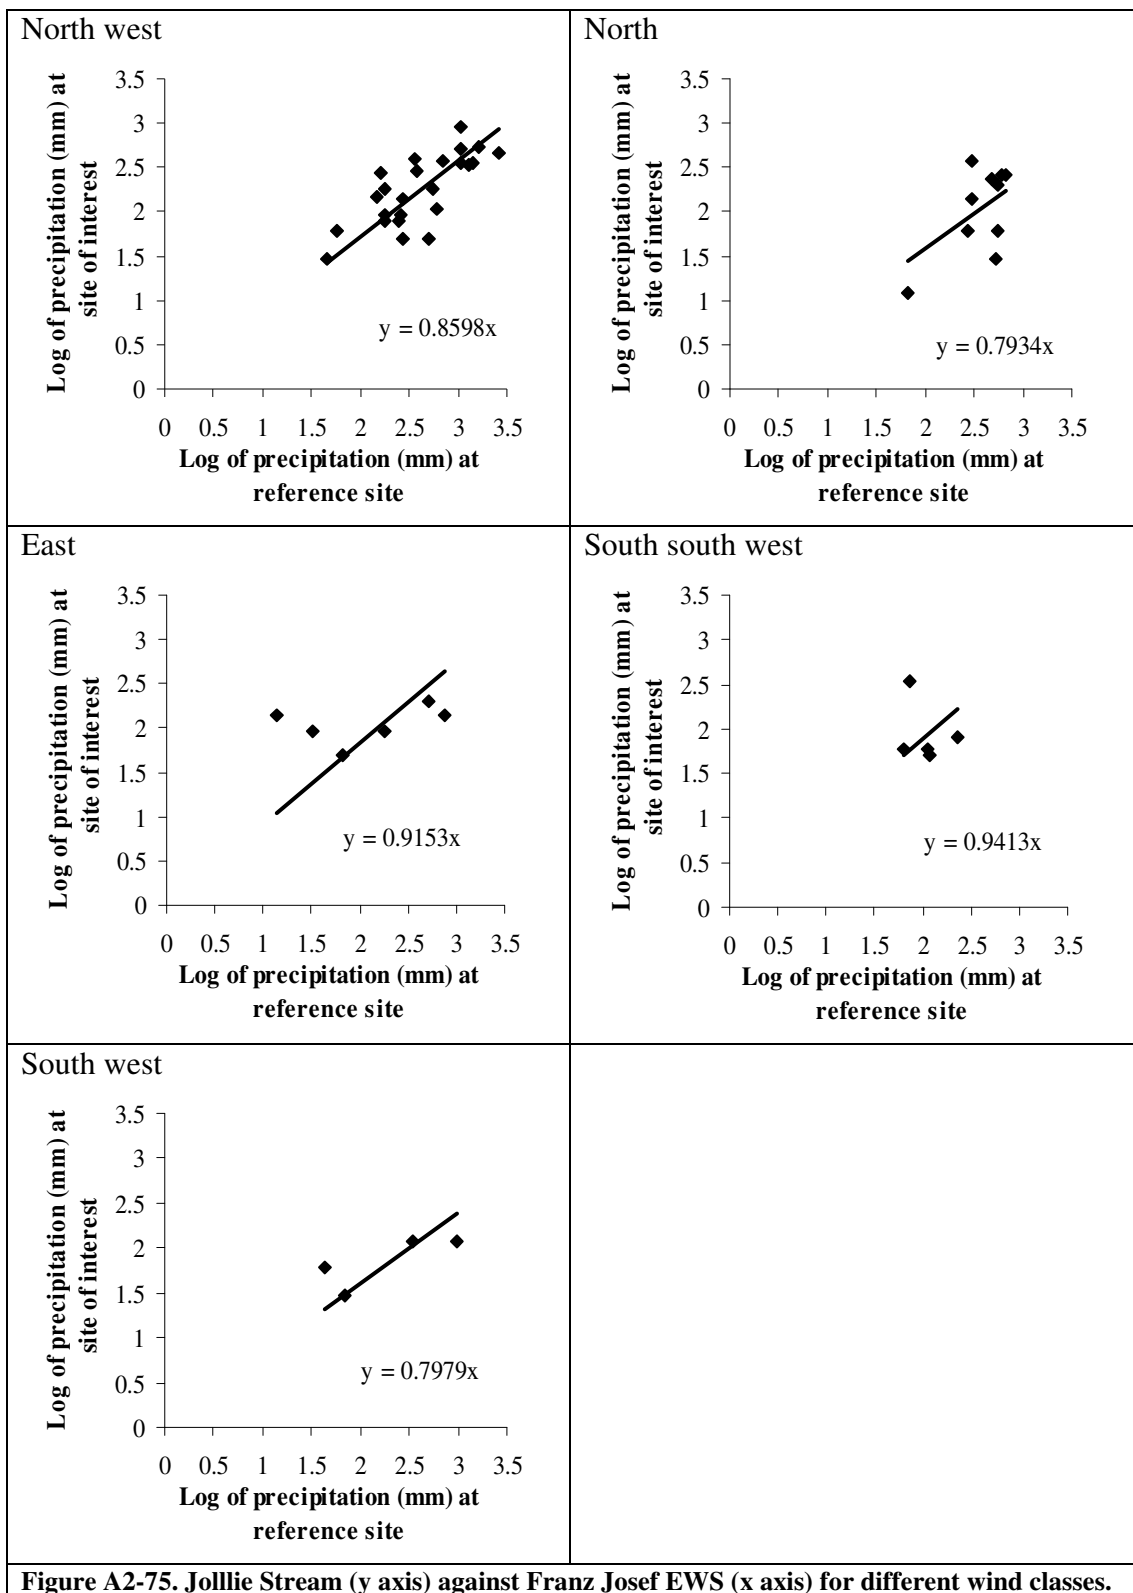 North west
Log of precipitation (mm) at
site of interest
3.5
3
2.5
2
1.5
1
0.5
0
y = 0.8598x
0 0.5 1 1.5 2 2.5 3 3.5
Log of precipitation (mm) at
reference site
North
Log of precipitation (mm) at
site of interest
3.5
3
2.5
2
1.5
1
0.5
0
y = 0.7934x
0 0.5 1 1.5 2 2.5 3 3.5
Log of precipitation (mm) at
reference site
East
Log of precipitation (mm) at
site of interest
3.5
3
2.5
2
1.5
1
0.5
0
y = 0.9153x
0 0.5 1 1.5 2 2.5 3 3.5
Log of precipitation (mm) at
reference site
South south west
Log of precipitation (mm) at
site of interest
3.5
3
2.5
2
1.5
1
0.5
0
y = 0.9413x
0 0.5 1 1.5 2 2.5 3 3.5
Log of precipitation (mm) at
reference site
South west
Log of precipitation (mm) at
site of interest
3.5
3
2.5
2
1.5
1
0.5
0
y = 0.7979x
0 0.5 1 1.5 2 2.5 3 3.5
Log of precipitation (mm) at
reference site
Figure A2-75. Jolllie Stream (y axis) against Franz Josef EWS (x axis) for different wind classes.